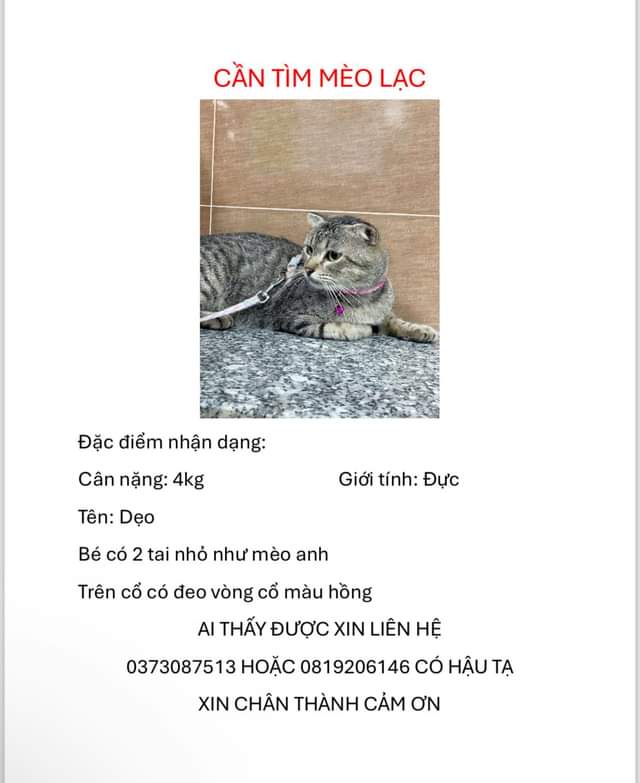 CẦN TÌM MÈO LẠC
Đặc điểm nhận dạng:
Cân nặng: 4kg Giới tính: Đực
Tên: Dẹo
Bé có 2 tai nhỏ như mèo anh
Trên cổ có đeo vòng cổ màu hồng
AI THẤY ĐƯỢC XIN LIÊN HỆ
0373087513 HOẶC 0819206146 CÓ HẬU TẠ
XIN CHÂN THÀNH CẢM ƠN